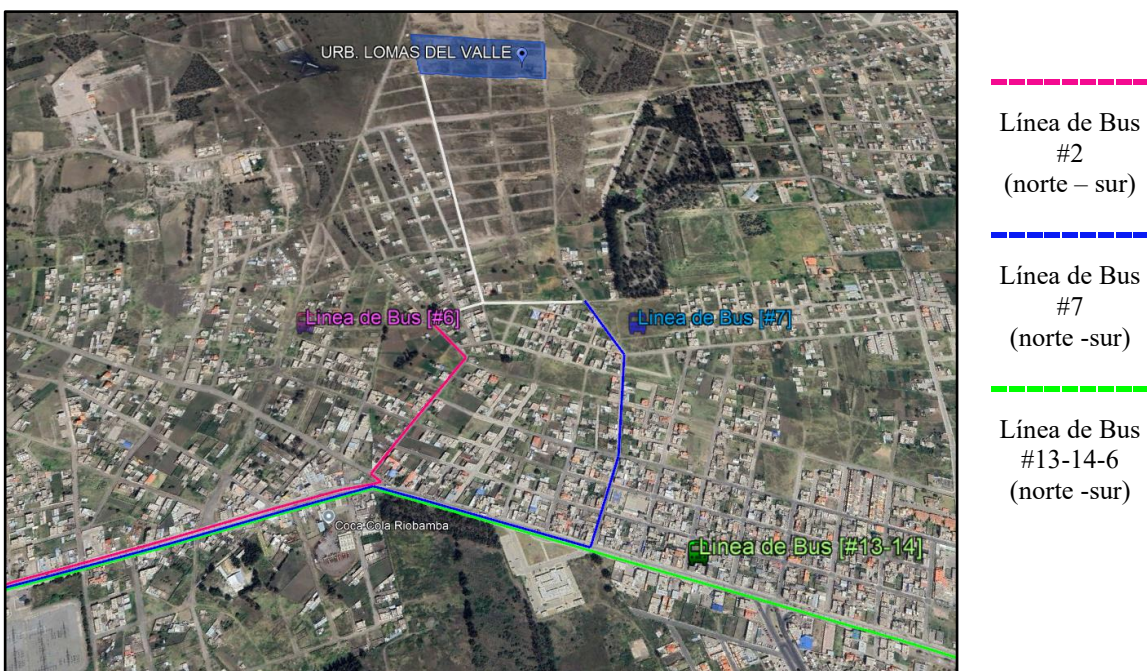 URB. LOMAS DEL VALLE
Linea de Bus [#6]
Linea de Bus [#7]
Coca-Cola Riobamba
Linea de Bus [#13-14]
Línea de Bus
#2
(norte – sur)
Línea de Bus
#7
(norte -sur)
Línea de Bus
#13-14-6
(norte -sur)